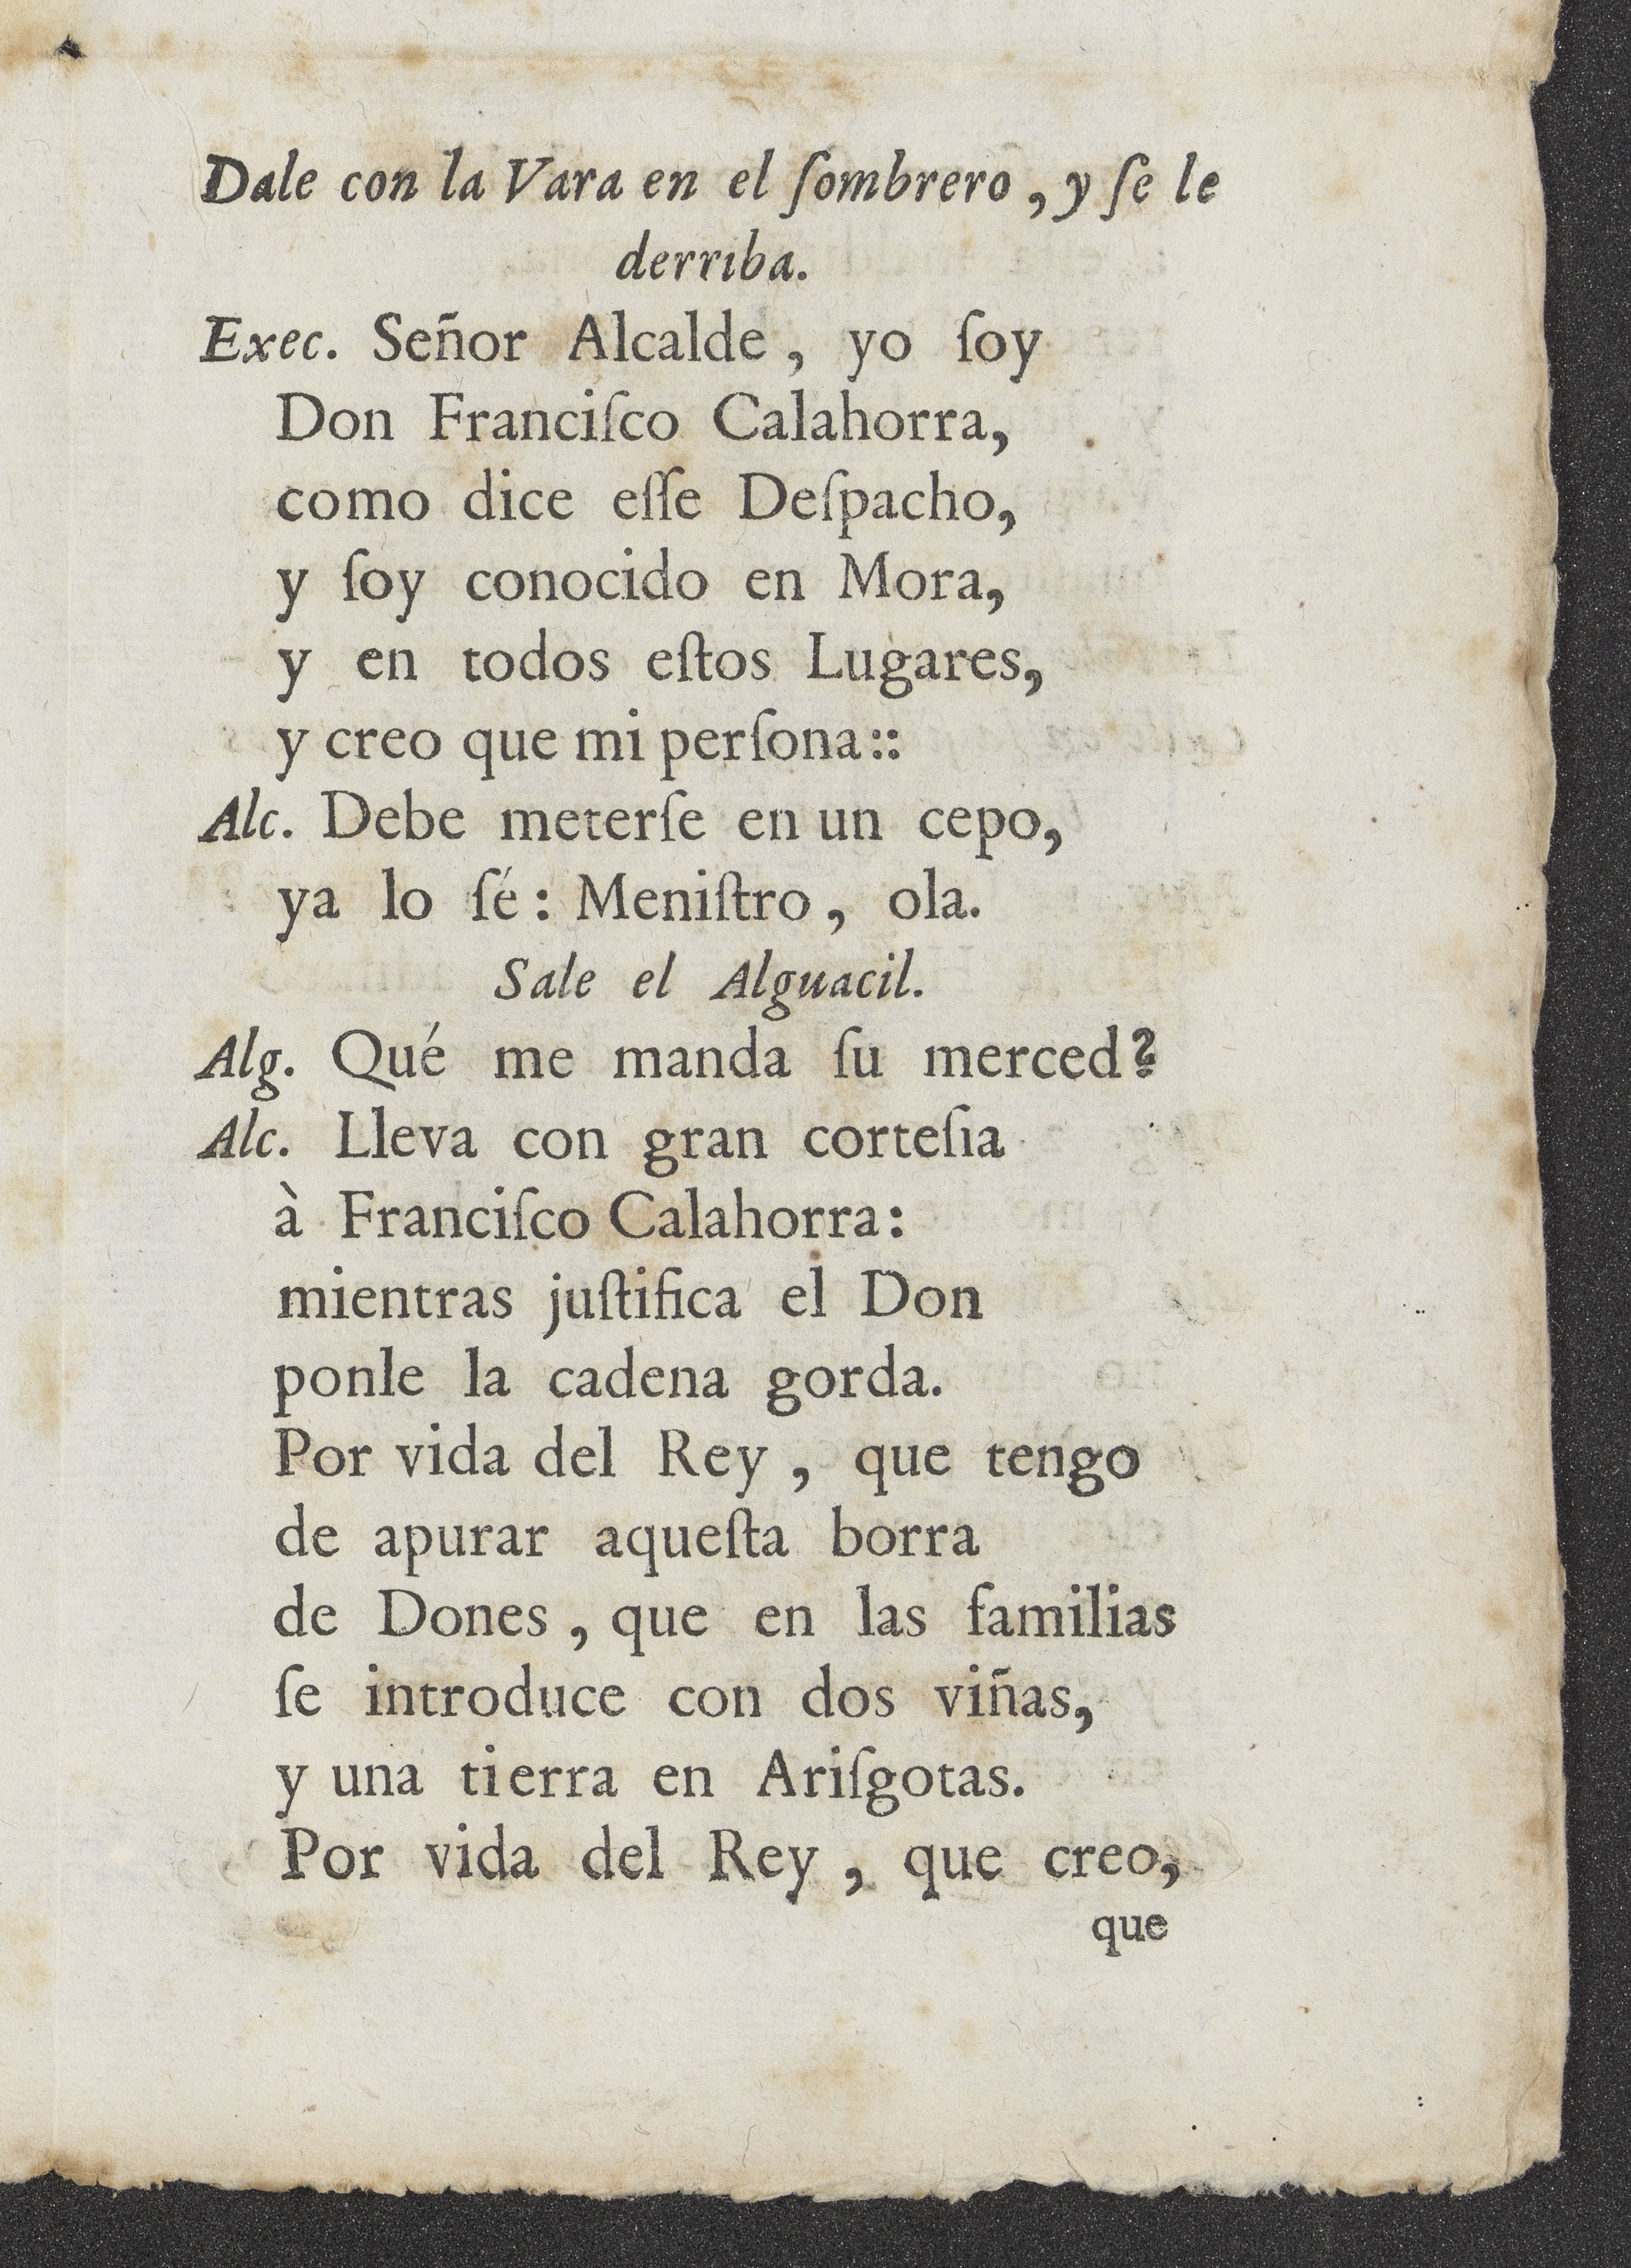 Dale con la Vara en el ſombrero, y ſe le
derriba.
Exec. Señor Alcalde, yo ſoy
Don Franciſco Calahorra,
como dice eſſe Deſpacho,
y ſoy conocido en Mora,
y en todos eſtos Lugares,
y creo que mi perſona::
Alc. Debe meterſe en un cepo,
ya lo ſé: Meniſtro, ola.
Sale el Alguacil.
Alg. Qué me manda ſu merced?
Alc. Lleva con gran corteſia
à Franciſco Calahorra:
mientras juſtifica el Don
ponle la cadena gorda.
Por vida del Rey, que tengo
de apurar aqueſta borra
de Dones, que en las familias
ſe introduce con dos viñas,
y una tierra en Ariſgotas.
Por vida del Rey, que creo,
que